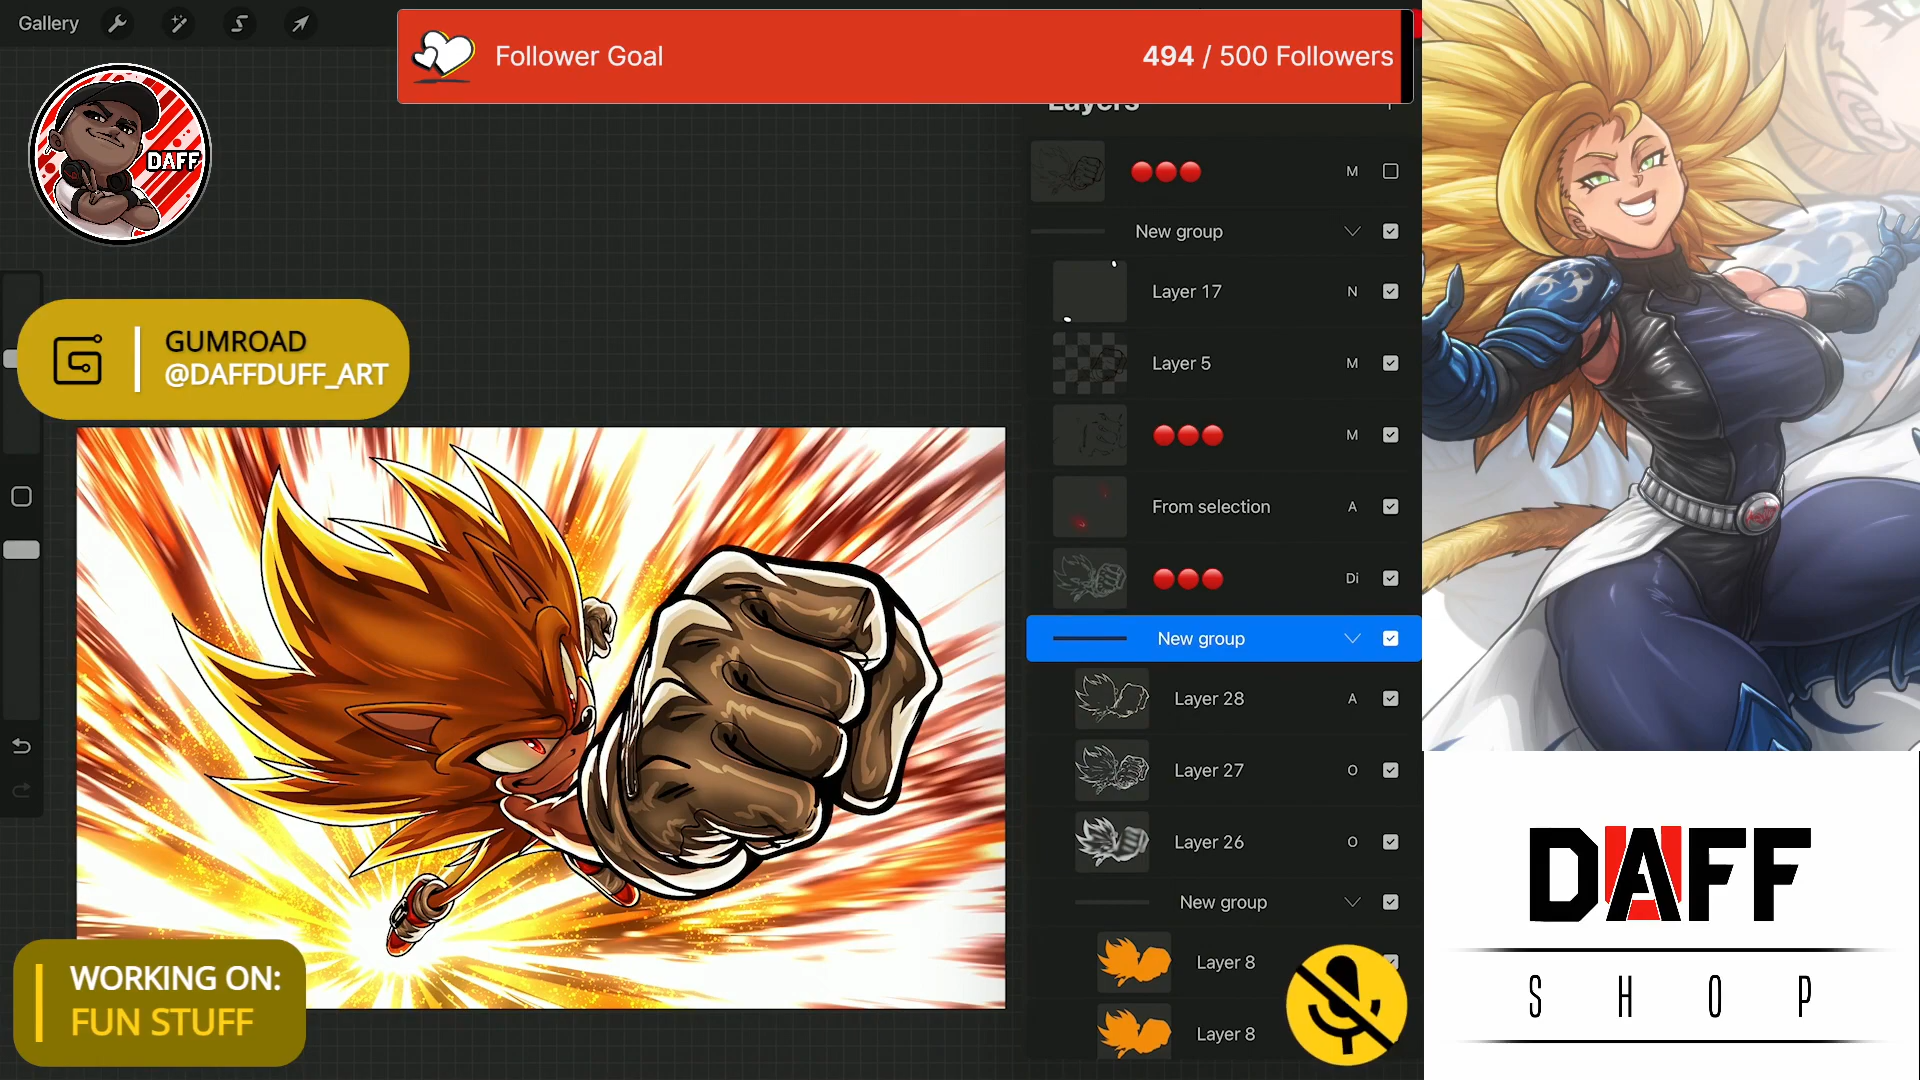 Gallery
Follower Goal
494 / 500 Followers
Layers
DAFF
M
New group
Layer 17
N
GUMROAD
@DAFFDUFF_ART
Layer 5
M
M
From selection
A
Di
New group
Layer 28
A
Layer 27
O
Layer 26
O
New group
Layer 8
Layer 8
WORKING ON:
FUN STUFF
DAFF
SHOP